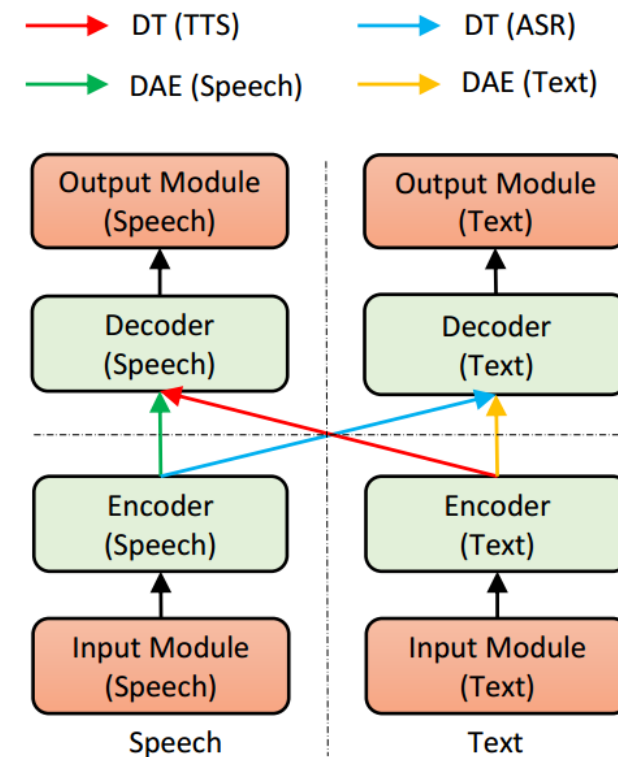 DT (TTS)
DT (ASR)
DAE (Speech)
DAE (Text)
Output Module
(Speech)
Output Module
(Text)
Decoder
(Speech)
Decoder
(Text)
Encoder
(Speech)
Encoder
(Text)
Input Module
(Speech)
Input Module
(Text)
Speech
Text